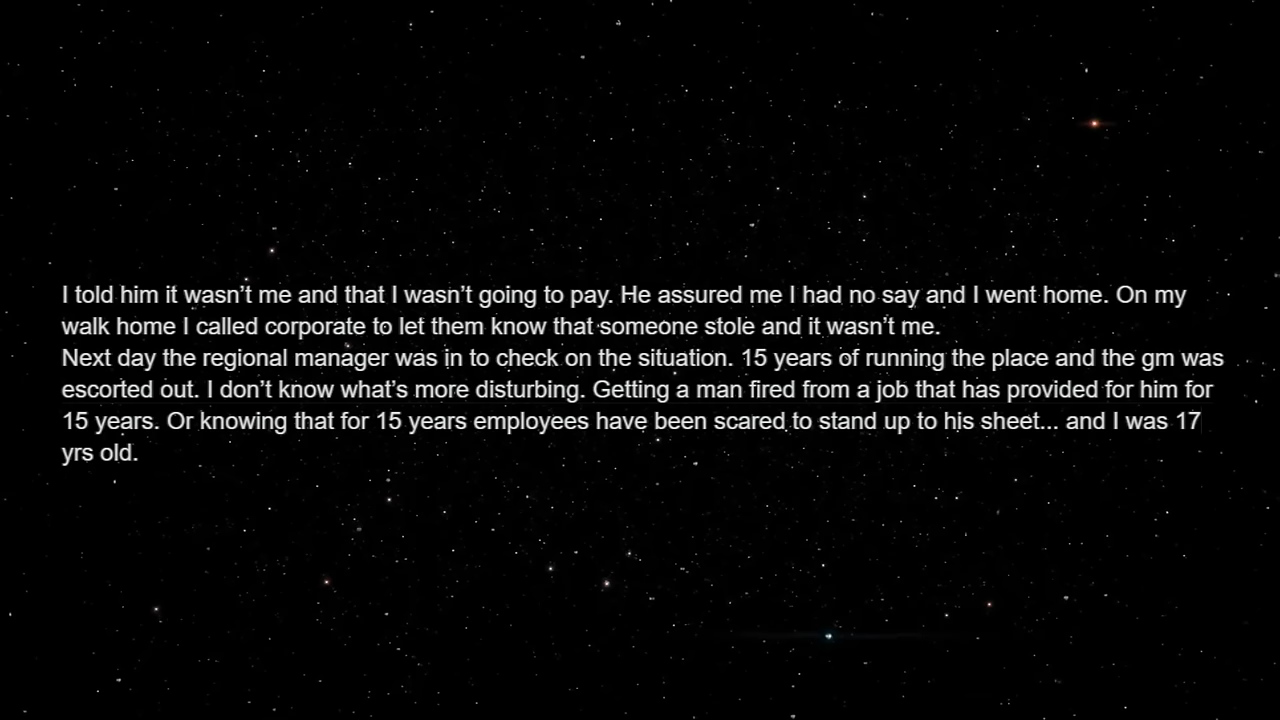 I told him it wasn’t me and that I wasn’t going to pay. He assured me I had no say and I went home. On my
walk home I called corporate to let them know that someone stole and it wasn’t me.
Next day the regional manager was in to check on the situation. 15 years of running the place and the gm was
escorted out. I don’t know what’s more disturbing. Getting a man fired from a job that has provided for him for
15 years. Or knowing that for 15 years employees have been scared to stand up to his sheet... and I was 17
yrs old.